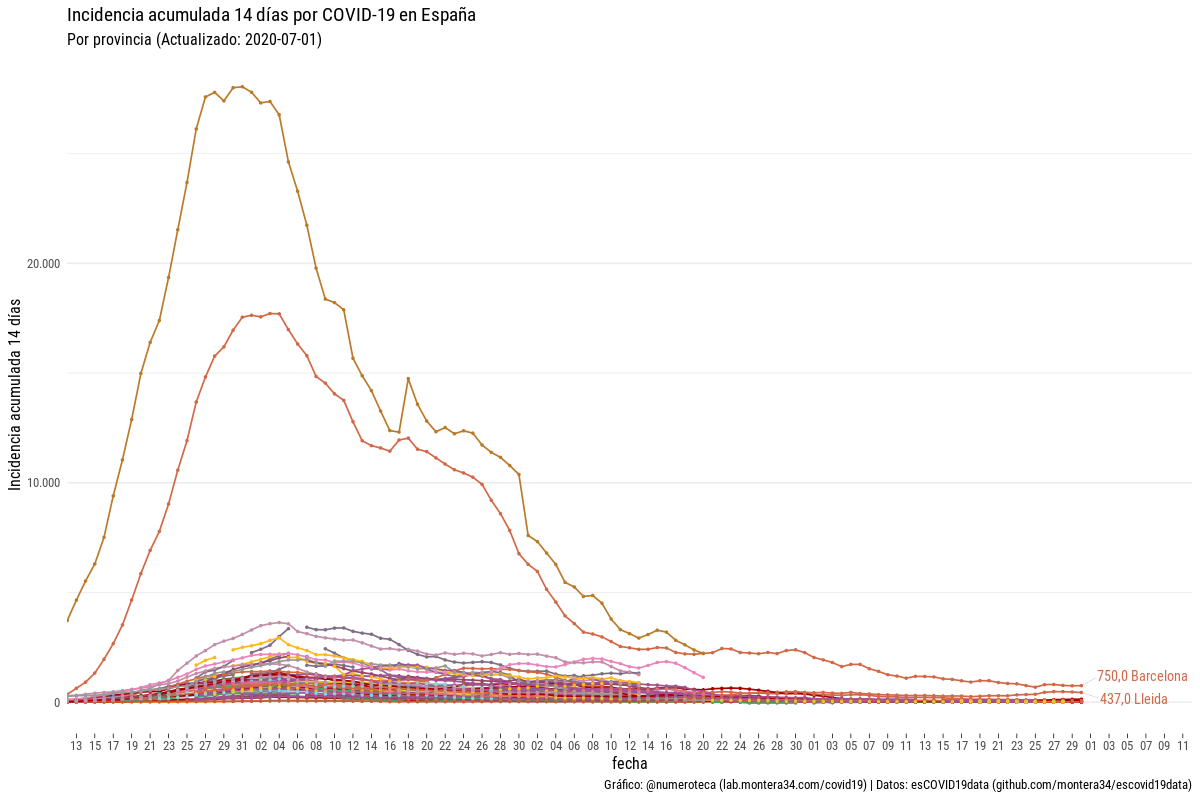 Incidencia acumulada 14 días por COVID-19 en España
Por provincia (Actualizado: 2020-07-01)
Incidencia acumulada 14 días
20.000
10.000
0
750,0 Barcelona
437,0 Lleida
13 15 17 19 21 23 25 27 29 31 02 04 06 08 10 12 14 16 18 20 22 24 26 28 30 02 04 06 08 10 12 14 16 18 20 22 24 26 28 30 01 03 05 07 09 11 13 15 17 19 21 23 25 27 29 01 03 05 07 09 11
fecha
Gráfico: @numeroteca (lab.montera34.com/covid19) | Datos: esCOVID19data (github.com/montera34/escovid19data)